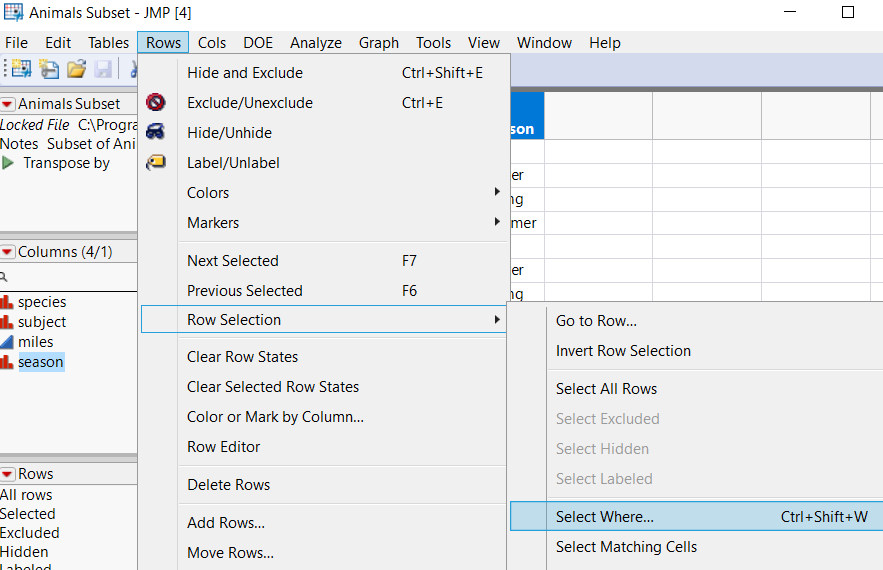 Animals Subset - JMP [4]
File Edit Tables Rows Cols DOE Analyze Graph Tools View Window Help
Animals Subset
Locked File C:\Progra
Notes Subset of Ani
Transpose by
Columns (4/1)
species
subject
miles
season
Rows
All rows
Selected
Excluded
Hidden
Labeled
Hide and Exclude Ctrl+Shift+E
Exclude/Unexclude Ctrl+E
Hide/Unhide
Label/Unlabel
Colors
Markers
Next Selected F7
Previous Selected F6
Row Selection
Clear Row States
Clear Selected Row States
Color or Mark by Column...
Row Editor
Delete Rows
Add Rows...
Move Rows...
son
er
ng
mer
er
ng
Go to Row...
Invert Row Selection
Select All Rows
Select Excluded
Select Hidden
Select Labeled
Select Where... Ctrl+Shift+W
Select Matching Cells